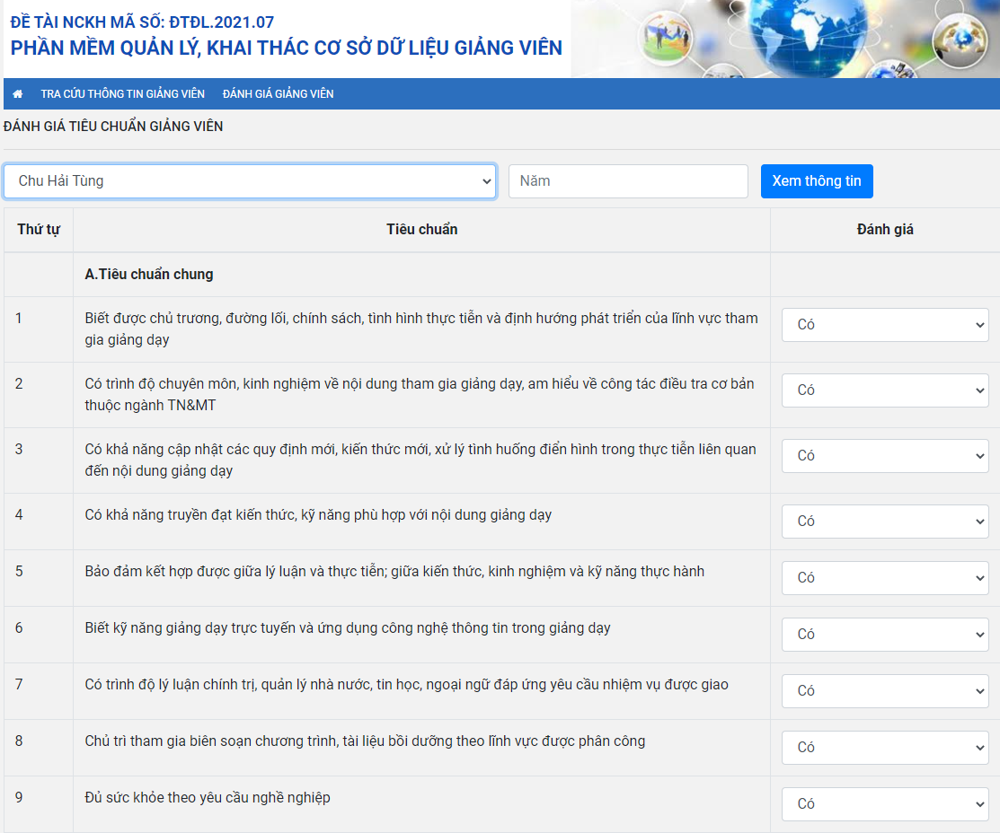 ĐỀ TÀI NCKH MÃ SỐ: ĐTĐL.2021.07
PHẦN MỀM QUẢN LÝ, KHAI THÁC CƠ SỞ DỮ LIỆU GIẢNG VIÊN
TRA CỨU THÔNG TIN GIẢNG VIÊN ĐÁNH GIÁ GIẢNG VIÊN
ĐÁNH GIÁ TIÊU CHUẨN GIẢNG VIÊN
Chu Hải Tùng Năm Xem thông tin
Thứ tự Tiêu chuẩn Đánh giá
A.Tiêu chuẩn chung
1 Biết được chủ trương, đường lối, chính sách, tình hình thực tiễn và định hướng phát triển của lĩnh vực tham Có
gia giảng dạy
2 Có trình độ chuyên môn, kinh nghiệm về nội dung tham gia giảng dạy, am hiểu về công tác điều tra cơ bản Có
thuộc ngành TN&MT
3 Có khả năng cập nhật các quy định mới, kiến thức mới, xử lý tình huống điển hình trong thực tiễn liên quan Có
đến nội dung giảng dạy
4 Có khả năng truyền đạt kiến thức, kỹ năng phù hợp với nội dung giảng dạy Có
5 Bảo đảm kết hợp được giữa lý luận và thực tiễn; giữa kiến thức, kinh nghiệm và kỹ năng thực hành Có
6 Biết kỹ năng giảng dạy trực tuyến và ứng dụng công nghệ thông tin trong giảng dạy Có
7 Có trình độ lý luận chính trị, quản lý nhà nước, tin học, ngoại ngữ đáp ứng yêu cầu nhiệm vụ được giao Có
8 Chủ trì tham gia biên soạn chương trình, tài liệu bồi dưỡng theo lĩnh vực được phân công Có
9 Đủ sức khỏe theo yêu cầu nghề nghiệp Có